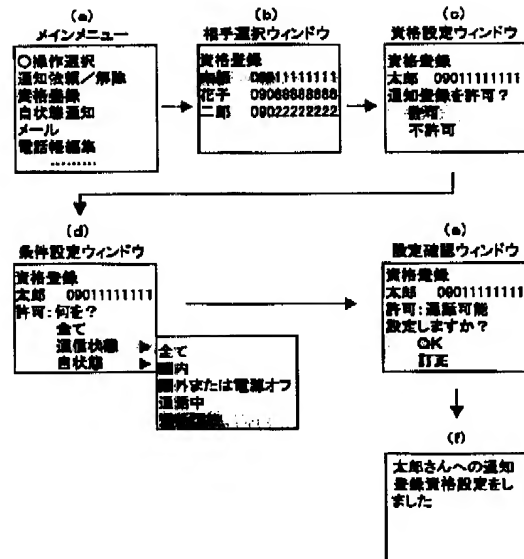 (a)
メインメニュー
○操作選択
通知依頼/解除
資格登録
自状態通知
メール
電話帳編集
………
(b)
相手選択ウィンドウ
資格登録
太郎 09011111111
花子 09088888888
二郎 09022222222
(c)
資格設定ウィンドウ
資格登録
太郎 09011111111
通知登録を許可?
許可
不許可
(d)
条件設定ウィンドウ
資格登録
太郎 09011111111
許可:何を?
全て
通信状態 ▶
自状態 ▶
全て
圏内
圏外または電源オフ
通話中
(e)
設定確認ウィンドウ
資格登録
太郎 09011111111
許可:通話可能
設定しますか?
OK
訂正
(f)
太郎さんへの通知
登録資格設定をし
ました